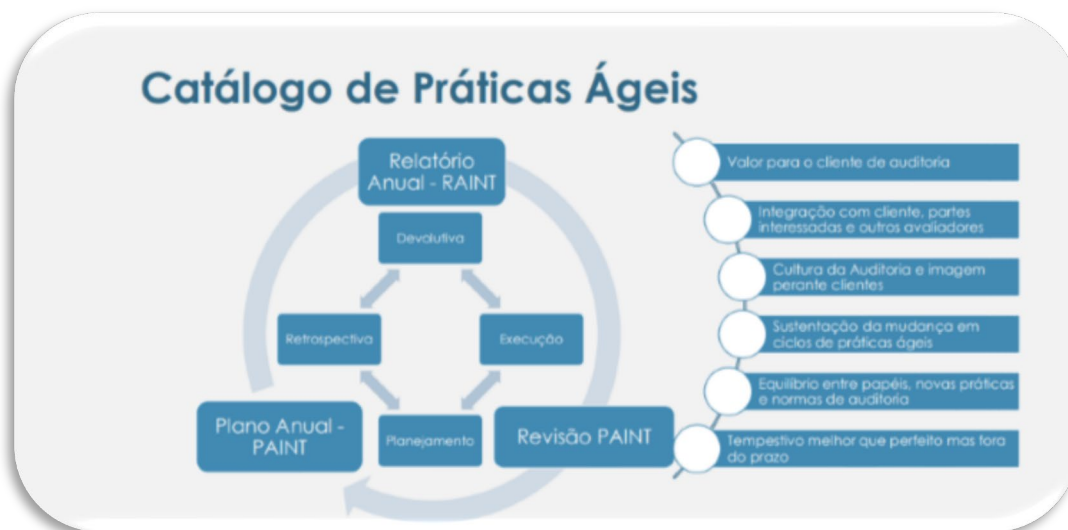 Catálogo de Práticas Ágeis
Relatório
Anual - RAINT
Devolutiva
Retrospectiva
Execução
Plano Anual -
PAINT
Planejamento
Revisão PAINT
Valor para o cliente de auditoria
Integração com cliente, partes
interessadas e outros avaliadores
Cultura da Auditoria e imagem
perante clientes
Sustentação da mudança em
ciclos de práticas ágeis
Equilíbrio entre papéis, novas práticas
e normas de auditoria
Tempestivo melhor que perfeito mas fora
do prazo